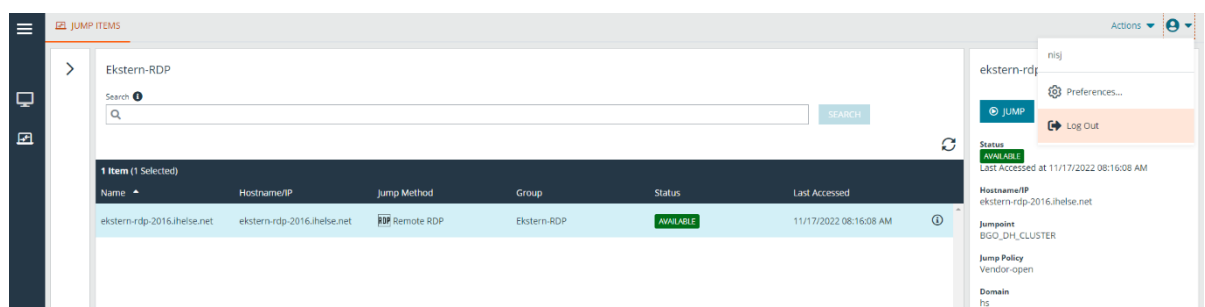 JUMP ITEMS
Actions
nisj
Preferences...
Log Out
Ekstern-RDP
Search
SEARCH
1 Item (1 Selected)
Name Hostname/IP Jump Method Group Status Last Accessed
ekstern-rdp-2016.ihelse.net ekstern-rdp-2016.ihelse.net RDP Remote RDP Ekstern-RDP AVAILABLE 11/17/2022 08:16:08 AM
ekstern-rdp
JUMP
Status
AVAILABLE
Last Accessed at 11/17/2022 08:16:08 AM
Hostname/IP
ekstern-rdp-2016.ihelse.net
Jumpoint
BGO_DH_CLUSTER
Jump Policy
Vendor-open
Domain
hs